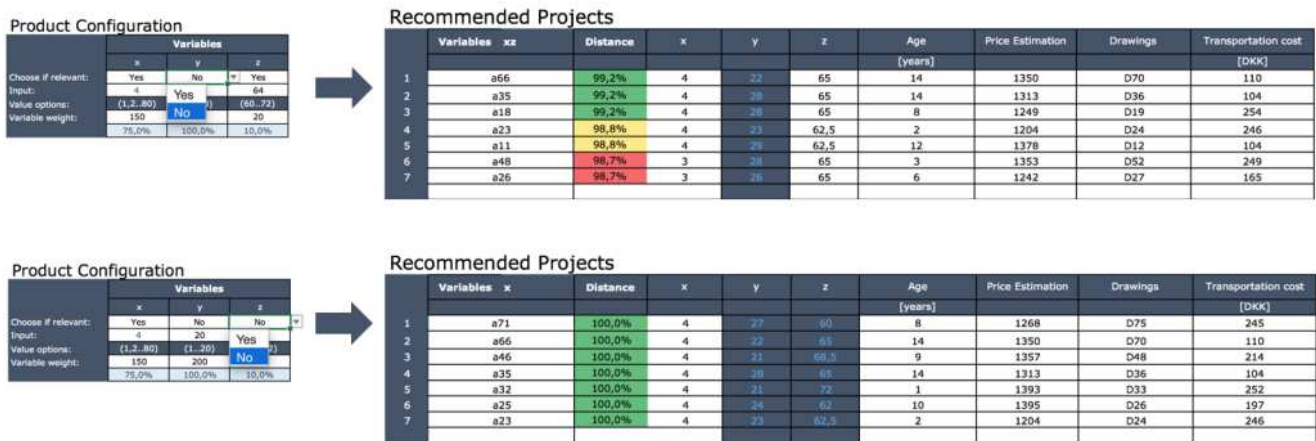 Product Configuration
Variables
x y z
Choose if relevant: Yes No Yes
Input: 4 64
Value options: (1,2..80) (60..72)
Variable weight: 150 20
75,0% 100,0% 10,0%
Yes
No
Recommended Projects
Variables xz Distance x y z Age Price Estimation Drawings Transportation cost
[years] [DKK]
1 a66 99,2% 4 22 65 14 1350 D70 110
2 a35 99,2% 4 28 65 14 1313 D36 104
3 a18 99,2% 4 28 65 8 1249 D19 254
4 a23 98,8% 4 23 62,5 2 1204 D24 246
5 a11 98,8% 4 29 62,5 12 1378 D12 104
6 a48 98,7% 3 28 65 3 1353 D52 249
7 a26 98,7% 3 26 65 6 1242 D27 165
Product Configuration
Variables
x y z
Choose if relevant: Yes No No
Input: 4 20
Value options: (1,2..80) (1..20)
Variable weight: 150 200
75,0% 100,0% 10,0%
Yes
No
Recommended Projects
Variables x Distance x y z Age Price Estimation Drawings Transportation cost
[years] [DKK]
1 a71 100,0% 4 27 60 8 1268 D75 245
2 a66 100,0% 4 22 65 14 1350 D70 110
3 a46 100,0% 4 21 9 1357 D48 214
4 a35 100,0% 4 28 65 14 1313 D36 104
5 a32 100,0% 4 21 72 1 1393 D33 252
6 a25 100,0% 4 24 62 10 1395 D26 197
7 a23 100,0% 4 23 62,5 2 1204 D24 246